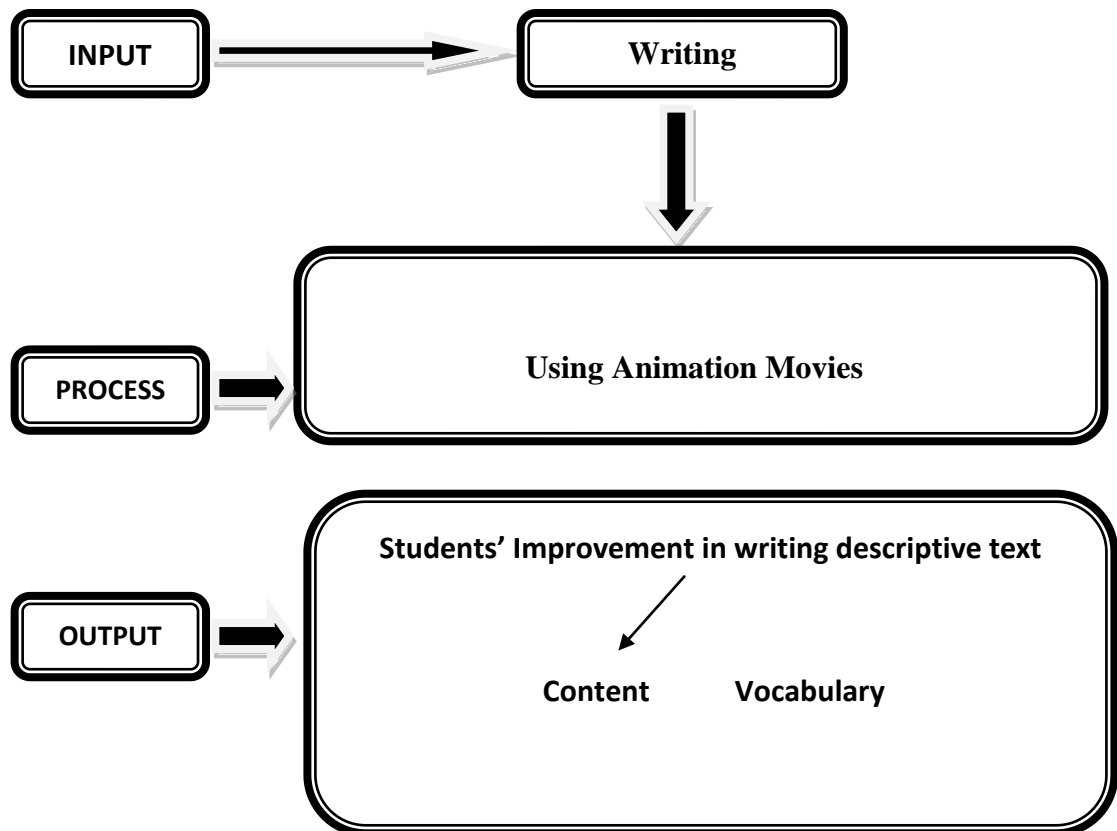 INPUT
Writing
PROCESS
Using Animation Movies
Students’ Improvement in writing descriptive text
OUTPUT
Content Vocabulary